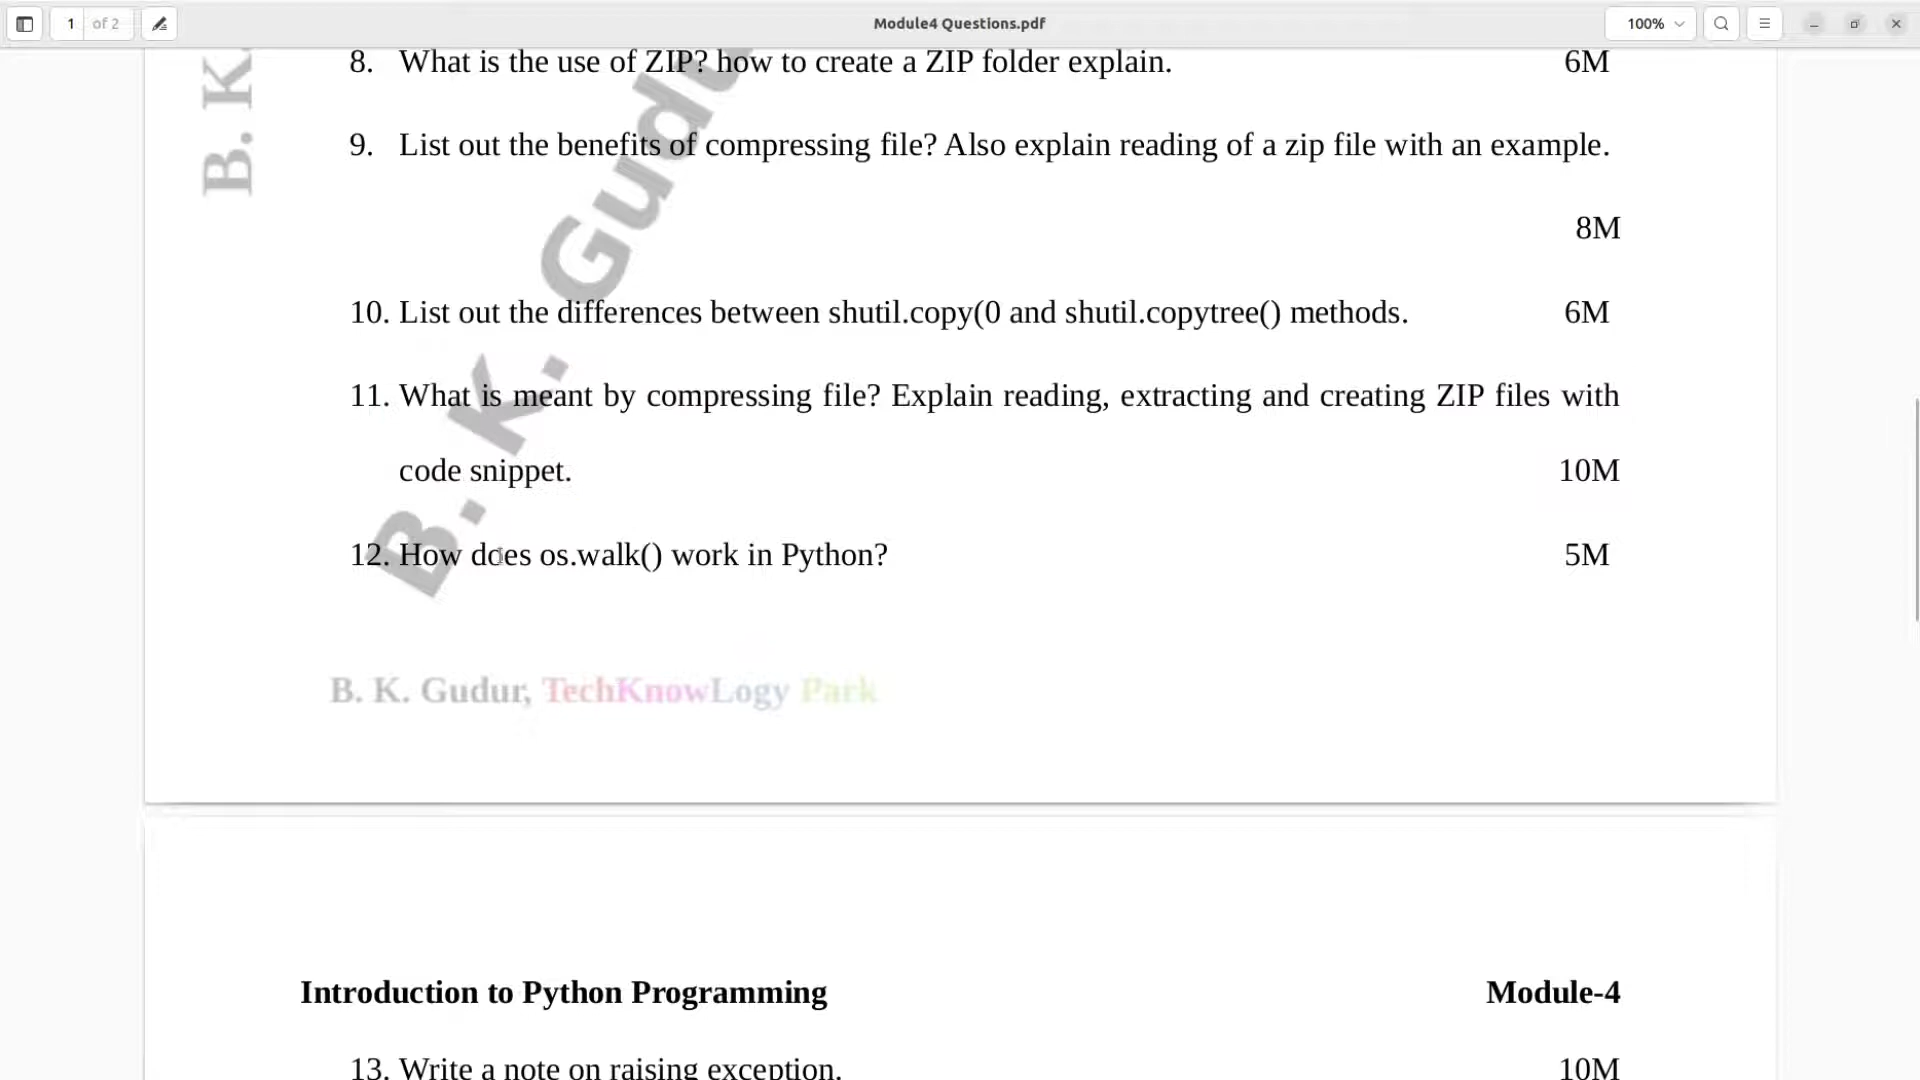 1 of 2
Module4 Questions.pdf
100%
8. What is the use of ZIP? how to create a ZIP folder explain. 6M
9. List out the benefits of compressing file? Also explain reading of a zip file with an example.
8M
10. List out the differences between shutil.copy(0 and shutil.copytree() methods. 6M
11. What is meant by compressing file? Explain reading, extracting and creating ZIP files with
code snippet. 10M
12. How does os.walk() work in Python? 5M
B. K. Gudur, TechKnowLogy Park
B. K.
B. K. Gudu
Introduction to Python Programming Module-4
13. Write a note on raising exception. 10M